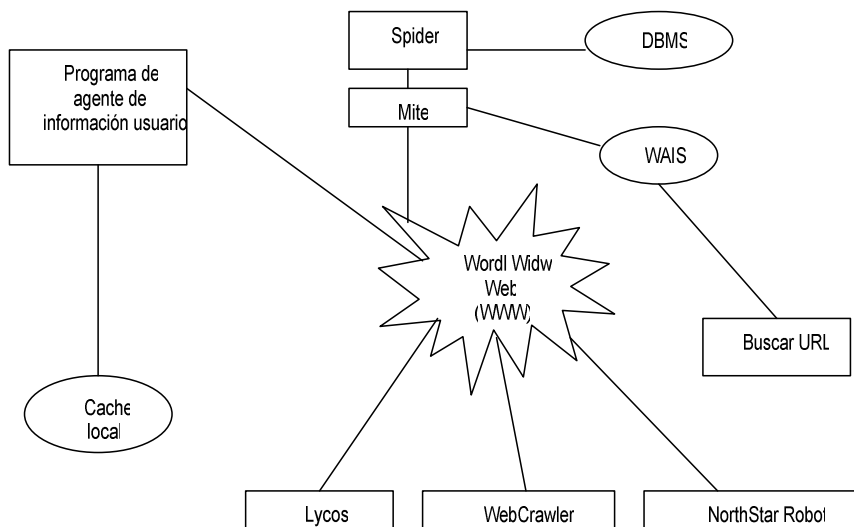 Spider
DBMS
Programa de
agente de
información usuario
Mite
WAIS
Wordl Widw
Web
(WWW)
Buscar URL
Cache
local
Lycos
WebCrawler
NorthStar Robot